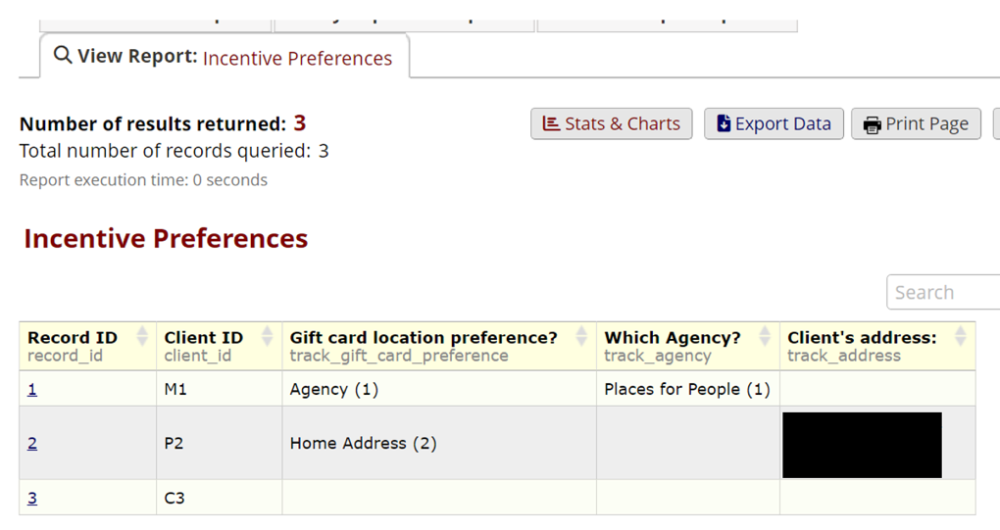 View Report: Incentive Preferences
Number of results returned: 3
Total number of records queried: 3
Report execution time: 0 seconds
Stats & Charts
Export Data
Print Page
Incentive Preferences
Search
Record ID Client ID Gift card location preference? Which Agency? Client's address:
record_id client_id track_gift_card_preference track_agency track_address
1 M1 Agency (1) Places for People (1)
2 P2 Home Address (2)
3 C3